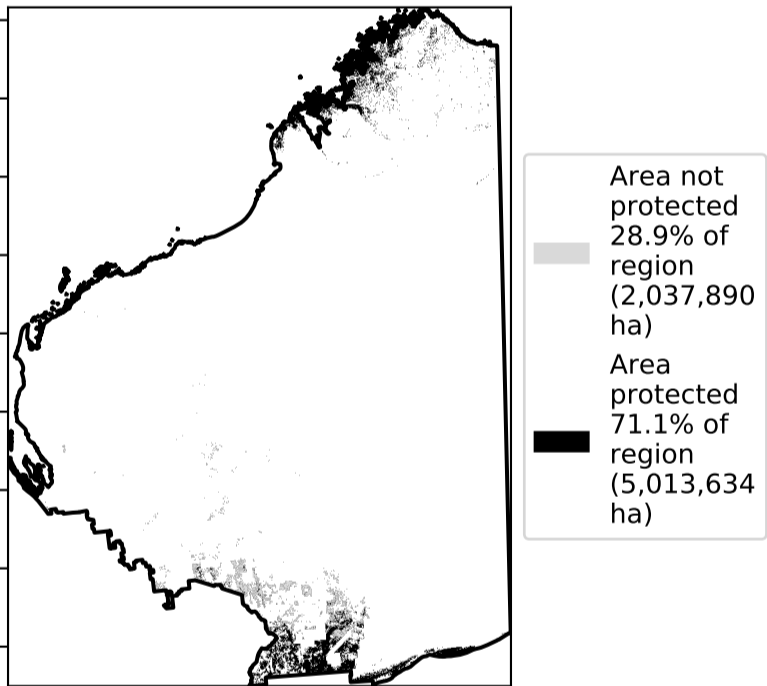 Area not
protected
28.9% of
region
(2,037,890
ha)
Area
protected
71.1% of
region
(5,013,634
ha)